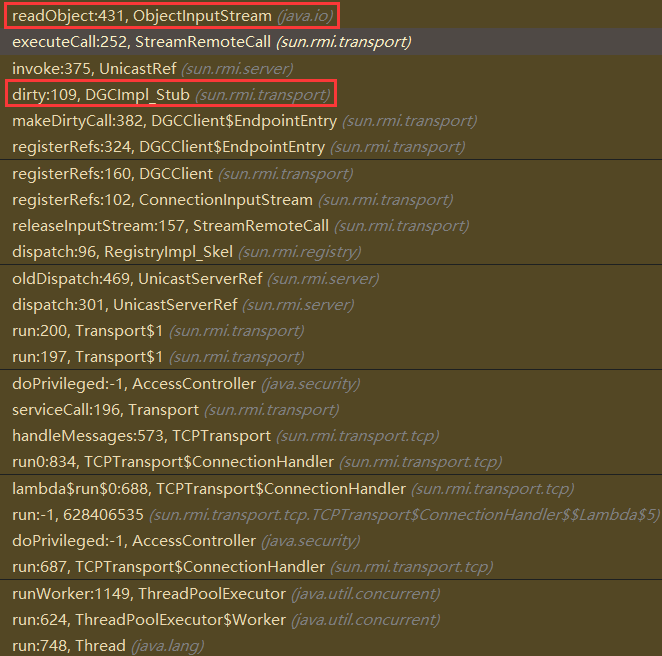 readObject:431, ObjectInputStream (java.io)
executeCall:252, StreamRemoteCall (sun.rmi.transport)
invoke:375, UnicastRef (sun.rmi.server)
dirty:109, DGCImpl_Stub (sun.rmi.transport)
makeDirtyCall:382, DGCClient$EndpointEntry (sun.rmi.transport)
registerRefs:324, DGCClient$EndpointEntry (sun.rmi.transport)
registerRefs:160, DGCClient (sun.rmi.transport)
registerRefs:102, ConnectionInputStream (sun.rmi.transport)
releaseInputStream:157, StreamRemoteCall (sun.rmi.transport)
dispatch:96, RegistryImpl_Skel (sun.rmi.registry)
oldDispatch:469, UnicastServerRef (sun.rmi.server)
dispatch:301, UnicastServerRef (sun.rmi.server)
run:200, Transport$1 (sun.rmi.transport)
run:197, Transport$1 (sun.rmi.transport)
doPrivileged:-1, AccessController (java.security)
serviceCall:196, Transport (sun.rmi.transport)
handleMessages:573, TCPTransport (sun.rmi.transport.tcp)
run0:834, TCPTransport$ConnectionHandler (sun.rmi.transport.tcp)
lambda$run$0:688, TCPTransport$ConnectionHandler (sun.rmi.transport.tcp)
run:-1, 628406535 (sun.rmi.transport.tcp.TCPTransport$ConnectionHandler$$Lambda$5)
doPrivileged:-1, AccessController (java.security)
run:687, TCPTransport$ConnectionHandler (sun.rmi.transport.tcp)
runWorker:1149, ThreadPoolExecutor (java.util.concurrent)
run:624, ThreadPoolExecutor$Worker (java.util.concurrent)
run:748, Thread (java.lang)